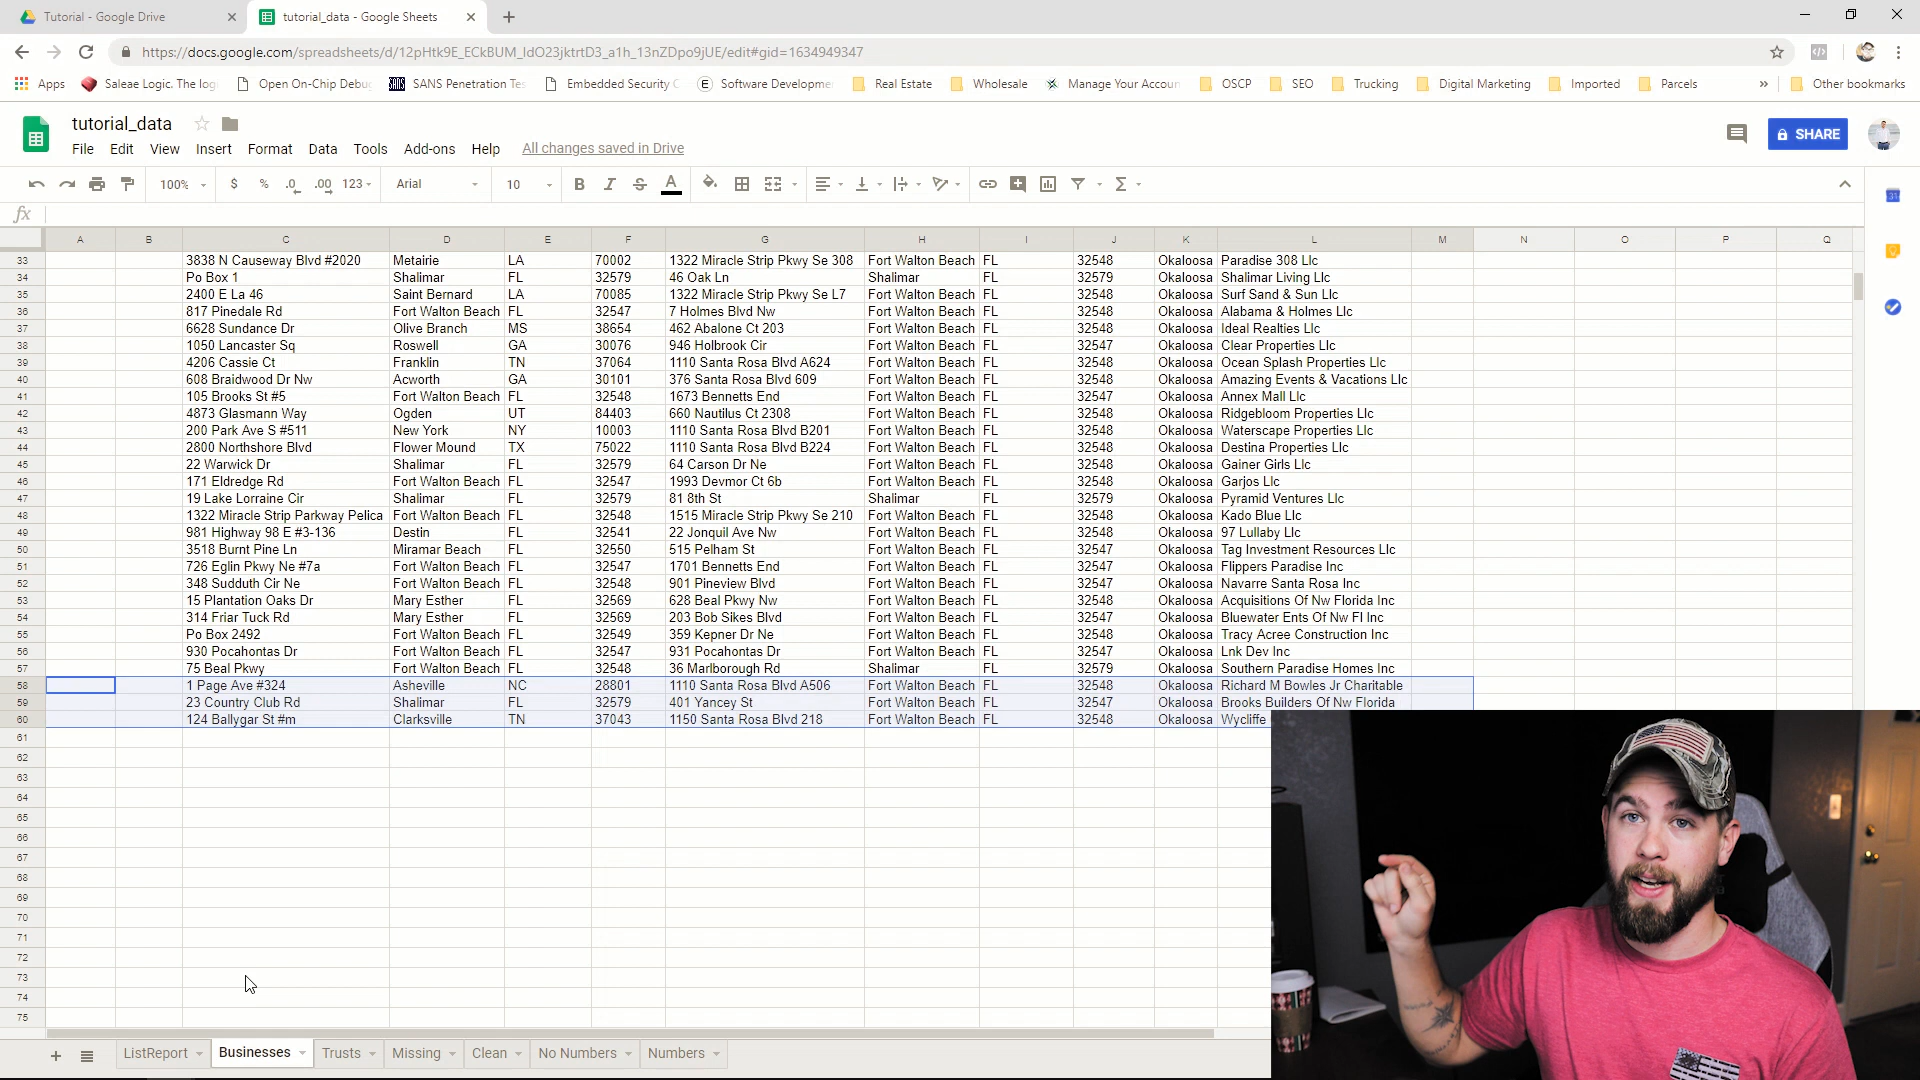 Tutorial - Google Drive
tutorial_data - Google Sheets
https://docs.google.com/spreadsheets/d/12pHtk9E_ECkBUM_IdO23jktrtD3_a1h_13nZDpo9jUE/edit#gid=1634949347
Apps Saleae Logic. The log Open On-Chip Debug SANS Penetration Tes Embedded Security C Software Developmen Real Estate Wholesale Manage Your Accoun OSCP SEO Trucking Digital Marketing Imported Parcels » Other bookmarks
tutorial_data
SHARE
File Edit View Insert Format Data Tools Add-ons Help All changes saved in Drive
100% $ % .0 .00 123 Arial 10 B I S A Σ
fx
A B C D E F G H I J K L M N O P Q
33 3838 N Causeway Blvd #2020 Metairie LA 70002 1322 Miracle Strip Pkwy Se 308 Fort Walton Beach FL 32548 Okaloosa Paradise 308 Llc
34 Po Box 1 Shalimar FL 32579 46 Oak Ln Shalimar FL 32579 Okaloosa Shalimar Living Llc
35 2400 E La 46 Saint Bernard LA 70085 1322 Miracle Strip Pkwy Se L7 Fort Walton Beach FL 32548 Okaloosa Surf Sand & Sun Llc
36 817 Pinedale Rd Fort Walton Beach FL 32547 7 Holmes Blvd Nw Fort Walton Beach FL 32548 Okaloosa Alabama & Holmes Llc
37 6628 Sundance Dr Olive Branch MS 38654 462 Abalone Ct 203 Fort Walton Beach FL 32548 Okaloosa Ideal Realties Llc
38 1050 Lancaster Sq Roswell GA 30076 946 Holbrook Cir Fort Walton Beach FL 32547 Okaloosa Clear Properties Llc
39 4206 Cassie Ct Franklin TN 37064 1110 Santa Rosa Blvd A624 Fort Walton Beach FL 32548 Okaloosa Ocean Splash Properties Llc
40 608 Braidwood Dr Nw Acworth GA 30101 376 Santa Rosa Blvd 609 Fort Walton Beach FL 32548 Okaloosa Amazing Events & Vacations Llc
41 105 Brooks St #5 Fort Walton Beach FL 32548 1673 Bennetts End Fort Walton Beach FL 32547 Okaloosa Annex Mall Llc
42 4873 Glasmann Way Ogden UT 84403 660 Nautilus Ct 2308 Fort Walton Beach FL 32548 Okaloosa Ridgebloom Properties Llc
43 200 Park Ave S #511 New York NY 10003 1110 Santa Rosa Blvd B201 Fort Walton Beach FL 32548 Okaloosa Waterscape Properties Llc
44 2800 Northshore Blvd Flower Mound TX 75022 1110 Santa Rosa Blvd B224 Fort Walton Beach FL 32548 Okaloosa Destina Properties Llc
45 22 Warwick Dr Shalimar FL 32579 64 Carson Dr Ne Fort Walton Beach FL 32548 Okaloosa Gainer Girls Llc
46 171 Eldredge Rd Fort Walton Beach FL 32547 1993 Devmor Ct 6b Fort Walton Beach FL 32547 Okaloosa Garjos Llc
47 19 Lake Lorraine Cir Shalimar FL 32579 81 8th St Shalimar FL 32579 Okaloosa Pyramid Ventures Llc
48 1322 Miracle Strip Parkway Pelica Fort Walton Beach FL 32548 1515 Miracle Strip Pkwy Se 210 Fort Walton Beach FL 32548 Okaloosa Kado Blue Llc
49 981 Highway 98 E #3-136 Destin FL 32541 22 Jonquil Ave Nw Fort Walton Beach FL 32548 Okaloosa 97 Lullaby Llc
50 3518 Burnt Pine Ln Miramar Beach FL 32550 515 Pelham St Fort Walton Beach FL 32547 Okaloosa Tag Investment Resources Llc
51 726 Eglin Pkwy Ne #7a Fort Walton Beach FL 32547 1701 Bennetts End Fort Walton Beach FL 32547 Okaloosa Flippers Paradise Inc
52 348 Sudduth Cir Ne Fort Walton Beach FL 32548 901 Pineview Blvd Fort Walton Beach FL 32547 Okaloosa Navarre Santa Rosa Inc
53 15 Plantation Oaks Dr Mary Esther FL 32569 628 Beal Pkwy Nw Fort Walton Beach FL 32548 Okaloosa Acquisitions Of Nw Florida Inc
54 314 Friar Tuck Rd Mary Esther FL 32569 203 Bob Sikes Blvd Fort Walton Beach FL 32547 Okaloosa Bluewater Ents Of Nw Fl Inc
55 Po Box 2492 Fort Walton Beach FL 32549 359 Kepner Dr Ne Fort Walton Beach FL 32548 Okaloosa Tracy Acree Construction Inc
56 930 Pocahontas Dr Fort Walton Beach FL 32547 931 Pocahontas Dr Fort Walton Beach FL 32547 Okaloosa Lnk Dev Inc
57 75 Beal Pkwy Fort Walton Beach FL 32548 36 Marlborough Rd Shalimar FL 32579 Okaloosa Southern Paradise Homes Inc
58 1 Page Ave #324 Asheville NC 28801 1110 Santa Rosa Blvd A506 Fort Walton Beach FL 32548 Okaloosa Richard M Bowles Jr Charitable
59 23 Country Club Rd Shalimar FL 32579 401 Yancey St Fort Walton Beach FL 32547 Okaloosa Brooks Builders Of Nw Florida
60 124 Ballygar St #m Clarksville TN 37043 1150 Santa Rosa Blvd 218 Fort Walton Beach FL 32548 Okaloosa Wycliffe
61
62
63
64
65
66
67
68
69
70
71
72
73
74
75
ListReport Businesses Trusts Missing Clean No Numbers Numbers